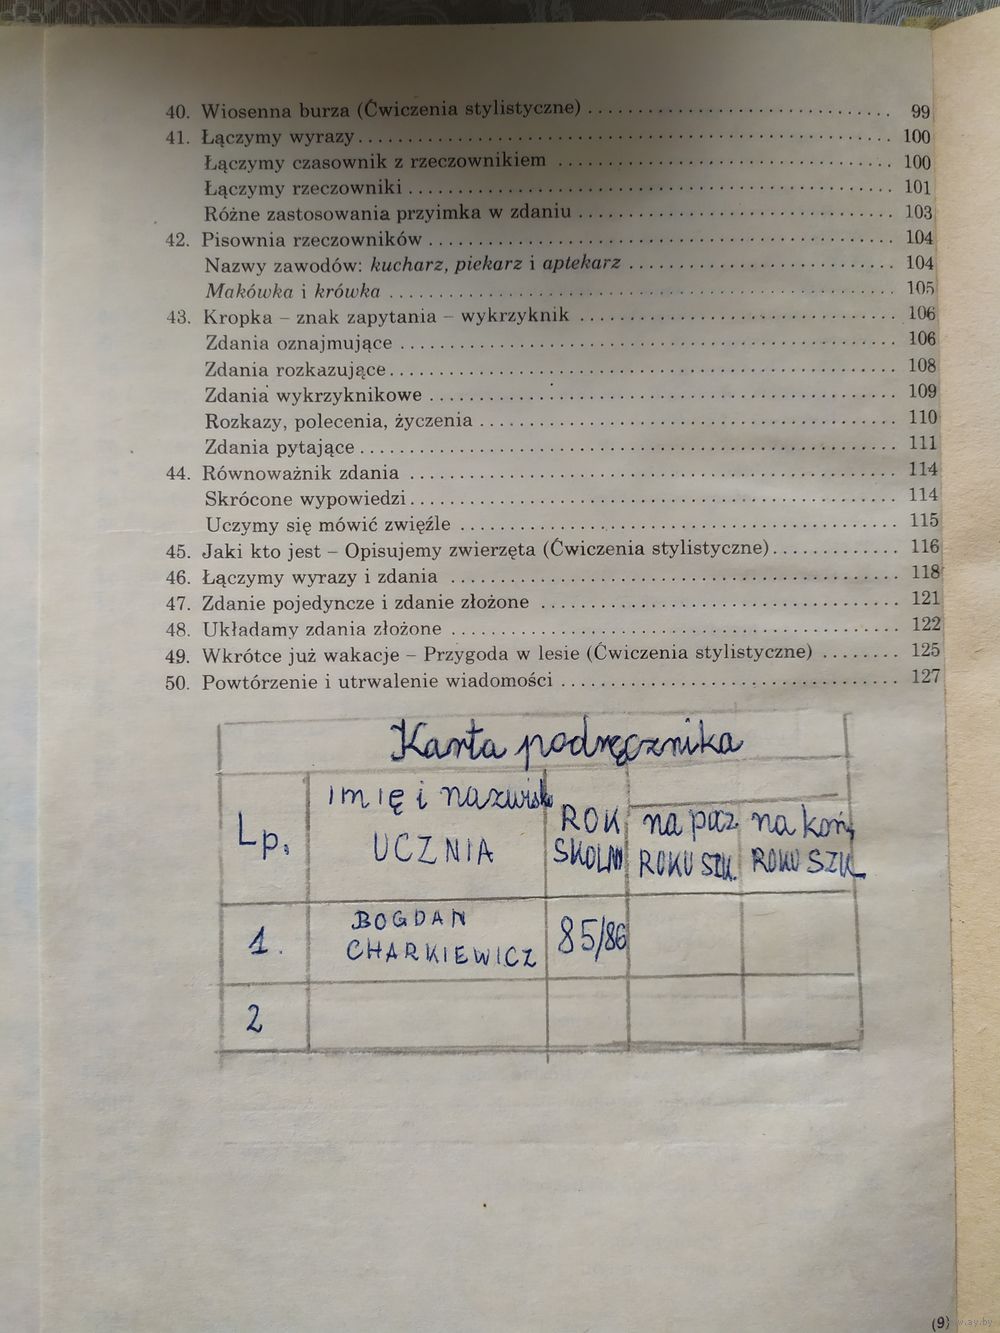 40. Wiosenna burza (Ćwiczenia stylistyczne) 99
41. Łączymy wyrazy 100
Łączymy czasownik z rzeczownikiem 100
Łączymy rzeczowniki 101
Różne zastosowania przyimka w zdaniu 103
42. Pisownia rzeczowników 104
Nazwy zawodów: kucharz, piekarz i aptekarz 104
Makówka i krówka 105
43. Kropka – znak zapytania – wykrzyknik 106
Zdania oznajmujące 106
Zdania rozkazujące 108
Zdania wykrzyknikowe 109
Rozkazy, polecenia, życzenia 110
Zdania pytające 111
44. Równoważnik zdania 114
Skrócone wypowiedzi 114
Uczymy się mówić zwięźle 115
45. Jaki kto jest – Opisujemy zwierzęta (Ćwiczenia stylistyczne) 116
46. Łączymy wyrazy i zdania 118
47. Zdanie pojedyncze i zdanie złożone 121
48. Układamy zdania złożone 122
49. Wkrótce już wakacje – Przygoda w lesie (Ćwiczenia stylistyczne) 125
50. Powtórzenie i utrwalenie wiadomości 127
Karta podręcznika
Lp.
imię i nazwisko
UCZNIA
ROK
SKOLNY
na pocz.
ROKU SZK.
na koń.
ROKU SZK.
1.
BOGDAN
CHARKIEWICZ
85/86
2
(9)